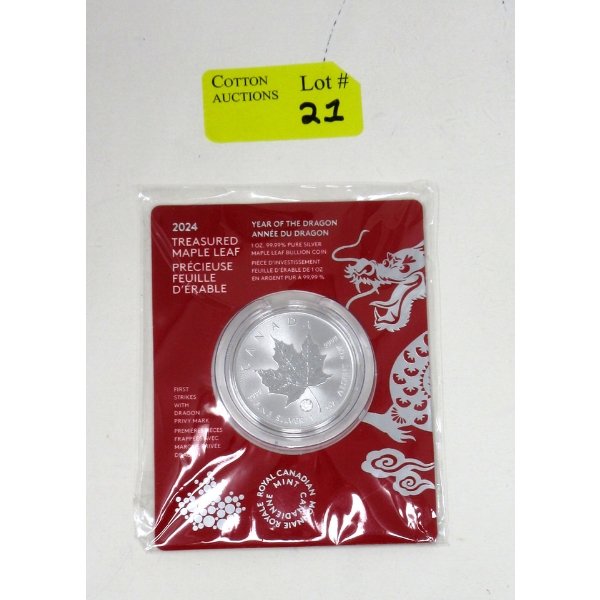 COTTON
AUCTIONS
Lot #
21
2024
TREASURED
MAPLE LEAF
PRÉCIEUSE
FEUILLE
D'ÉRABLE
YEAR OF THE DRAGON
ANNÉE DU DRAGON
1 OZ. 99.99% PURE SILVER
MAPLE LEAF BULLION COIN
PIÈCE D'INVESTISSEMENT
FEUILLE D'ÉRABLE DE 1 OZ
EN ARGENT PUR À 99,99 %
CANADA
FIRST
STRIKES
WITH
DRAGON
PRIVY MARK
PREMIÈRES PIÈCES
FRAPPÉES AVEC
MARQUE PRIVÉE
ROYAL CANADIAN MINT
MONNAIE ROYALE CANADIENNE